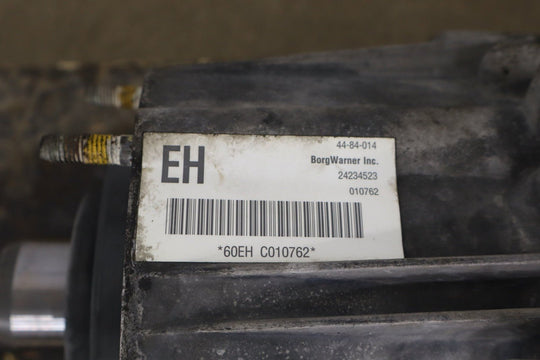 EH
44-84-014
BorgWarner Inc.
24234523
010762
*60EH C010762*